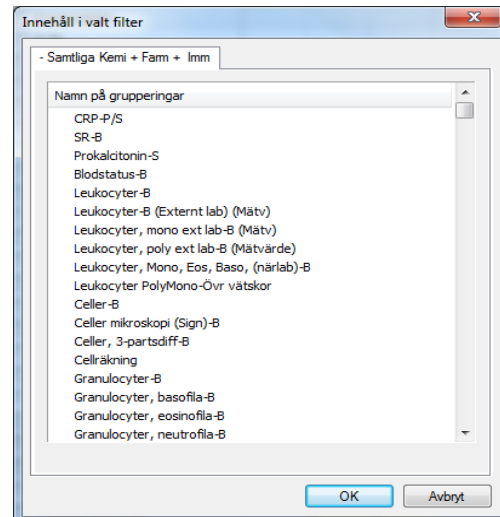 Innehåll i valt filter
- Samtliga Kemi + Farm + Imm
Namn på grupperingar
CRP-P/S
SR-B
Prokalcitonin-S
Blodstatus-B
Leukocyter-B
Leukocyter-B (Externt lab) (Mätv)
Leukocyter, mono ext lab-B (Mätv)
Leukocyter, poly ext lab-B (Mätvärde)
Leukocyter, Mono, Eos, Baso, (närlab)-B
Leukocyter PolyMono-Övr vätskor
Celler-B
Celler mikroskopi (Sign)-B
Celler, 3-partsdiff-B
Cellräkning
Granulocyter-B
Granulocyter, basofila-B
Granulocyter, eosinofila-B
Granulocyter, neutrofila-B
OK Avbryt